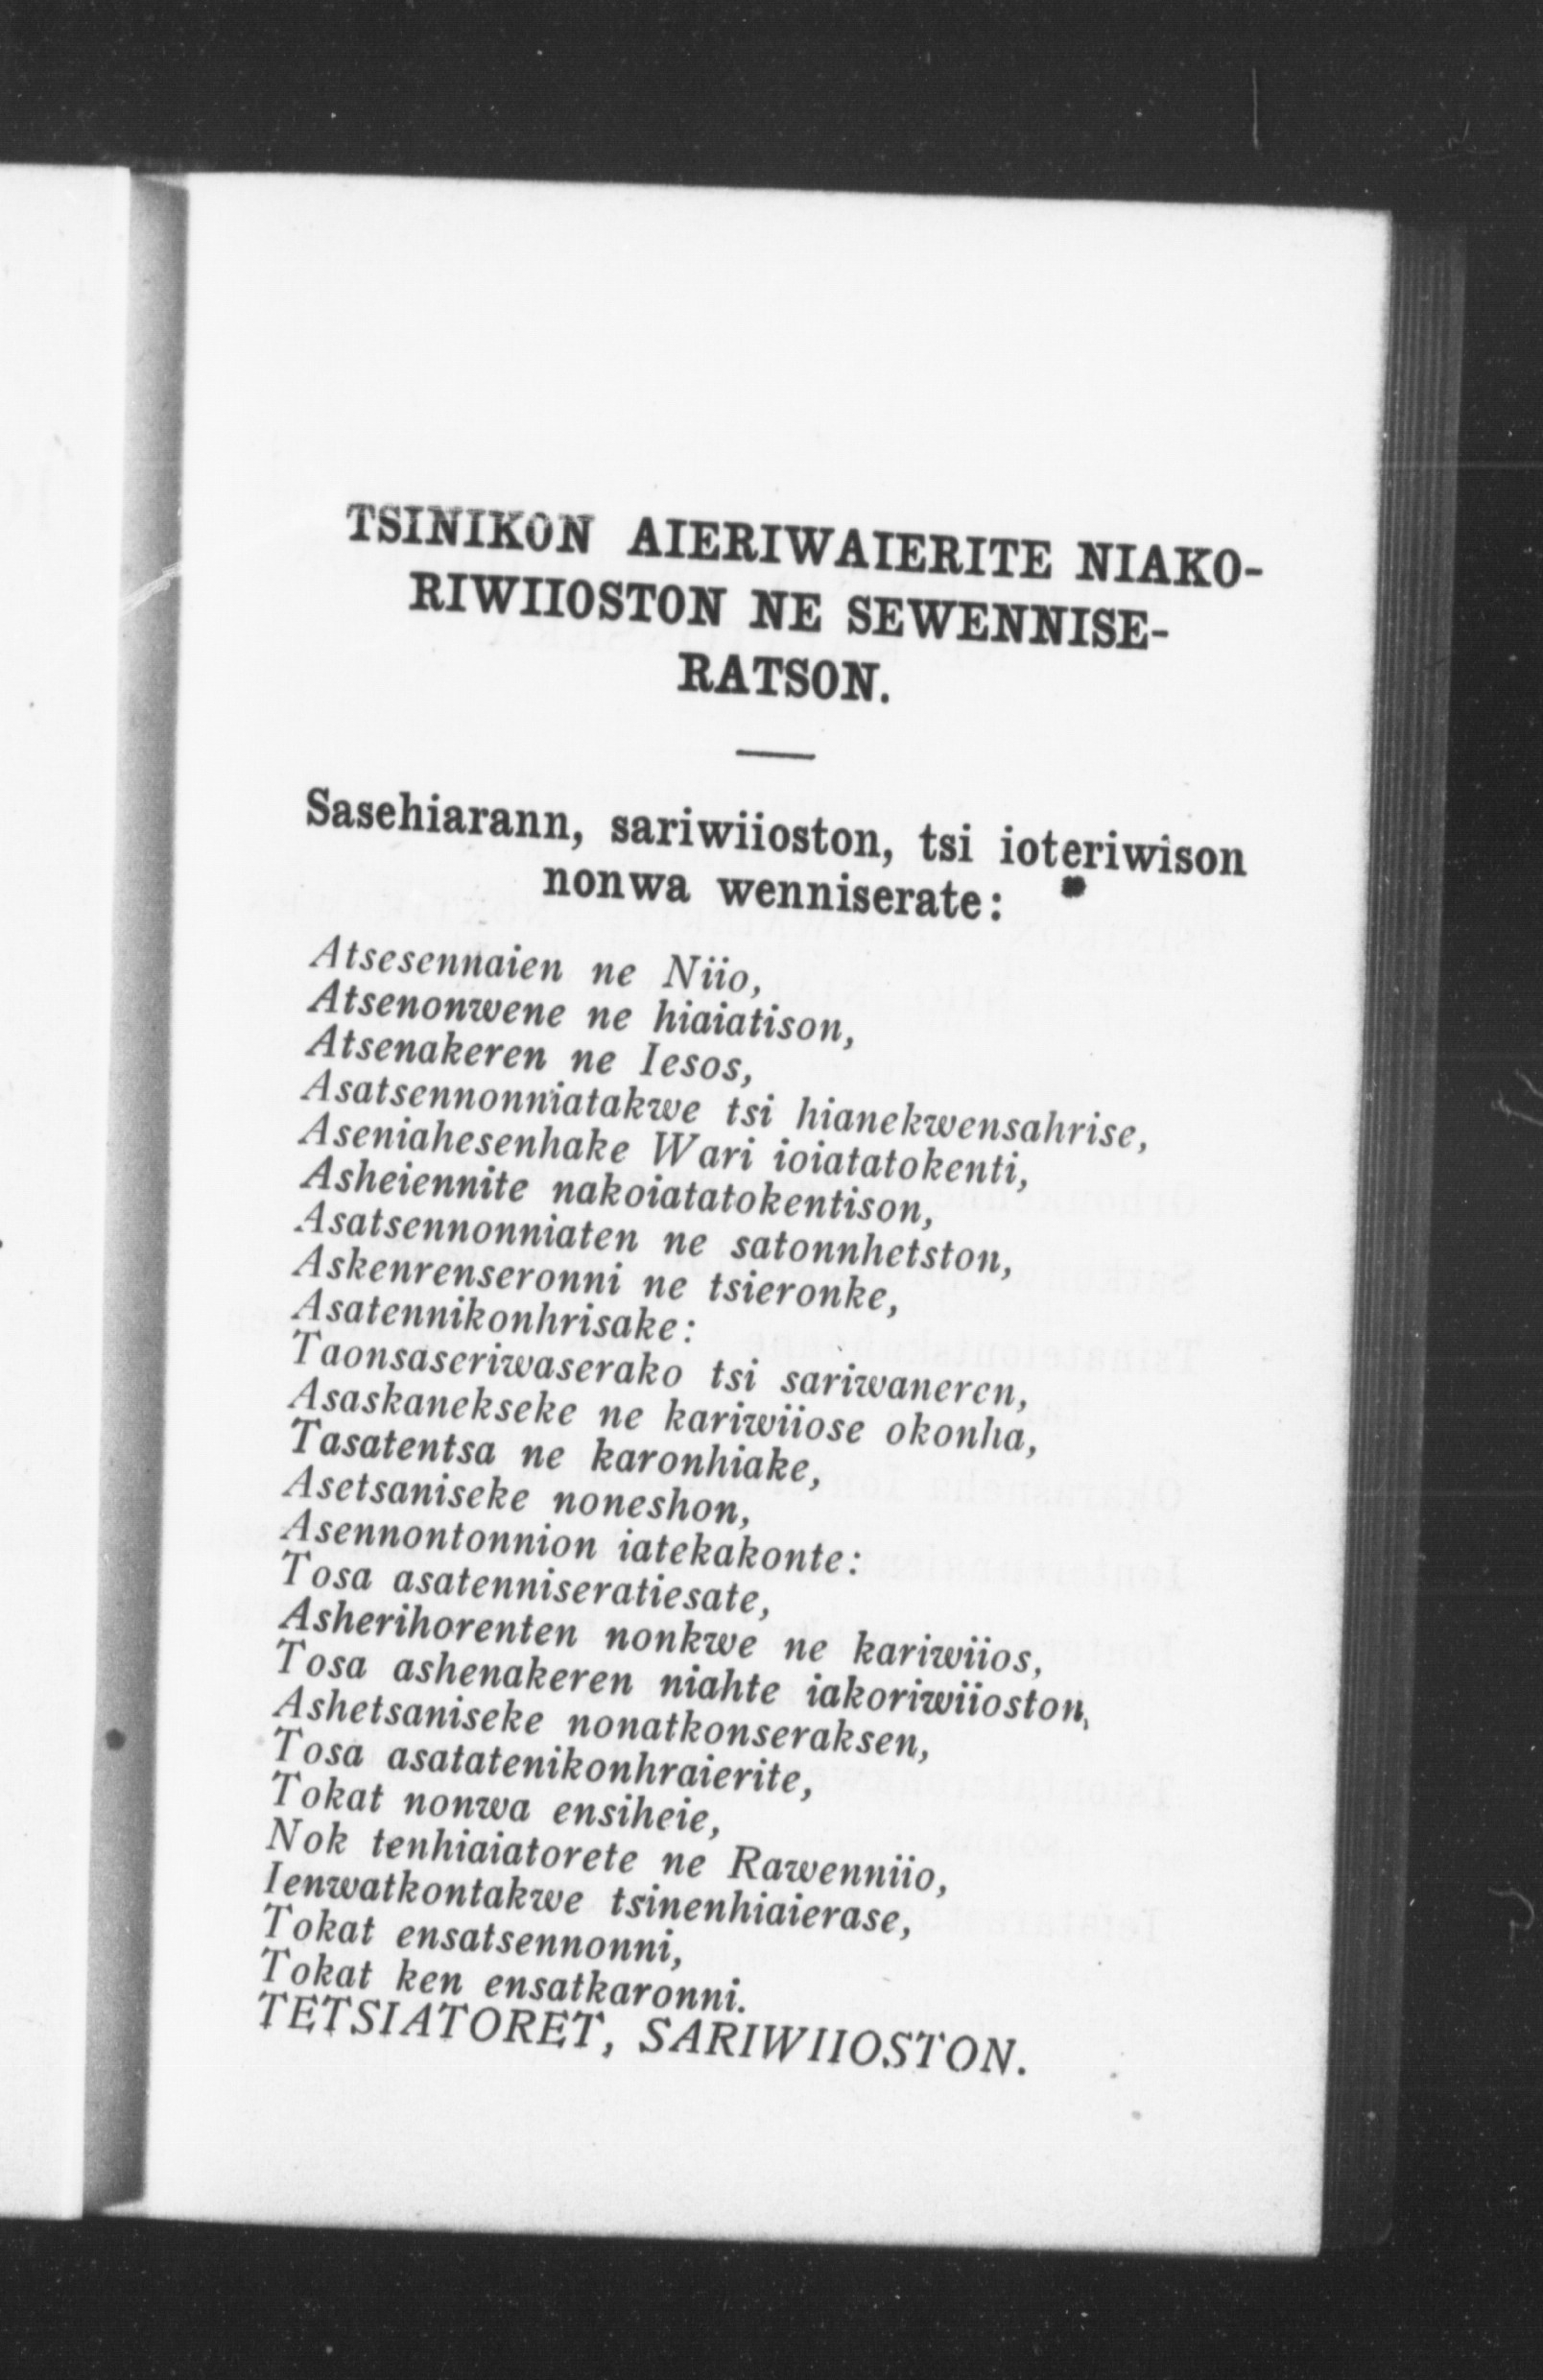 TSINIKON AIERIWAIERITE NIAKO-
RIWIIOSTON NE SEWENNISE-
RATSON.
Sasehiarann, sariwiioston, tsi ioteriwison
nonwa wenniserate:
Atsesennaien ne Niio,
Atsenonwene ne hiaiatison,
Atsenakeren ne Iesos,
Asatsennonniatakwe tsi hianekwensahrise,
Aseniahesenhake Wari ioiatatokenti,
Asheiennite nakoiatatokentison,
Asatsennonniaten ne satonnhetston,
Askenrenseronni ne tsieronke,
Asatennikonhrisake:
Taonsaseriwaserako tsi sariwaneren,
Asaskanekseke ne kariwiiose okonha,
Tasatentsa ne karonhiake,
Asetsaniseke noneshon,
Asennontonnion iatekakonte:
Tosa asatenniseratiesate,
Asherihorenten nonkwe ne kariwiios,
Tosa ashenakeren niahte iakoriwiioston,
Ashetsaniseke nonatkonseraksen,
Tosa asatatenikonhraierite,
Tokat nonwa ensiheie,
Nok tenhiaiatorete ne Rawenniio,
Ienwatkontakwe tsinenhiaierase,
Tokat ensatsennonni,
Tokat ken ensatkaronni.
TETSIATORET, SARIWIIOSTON.